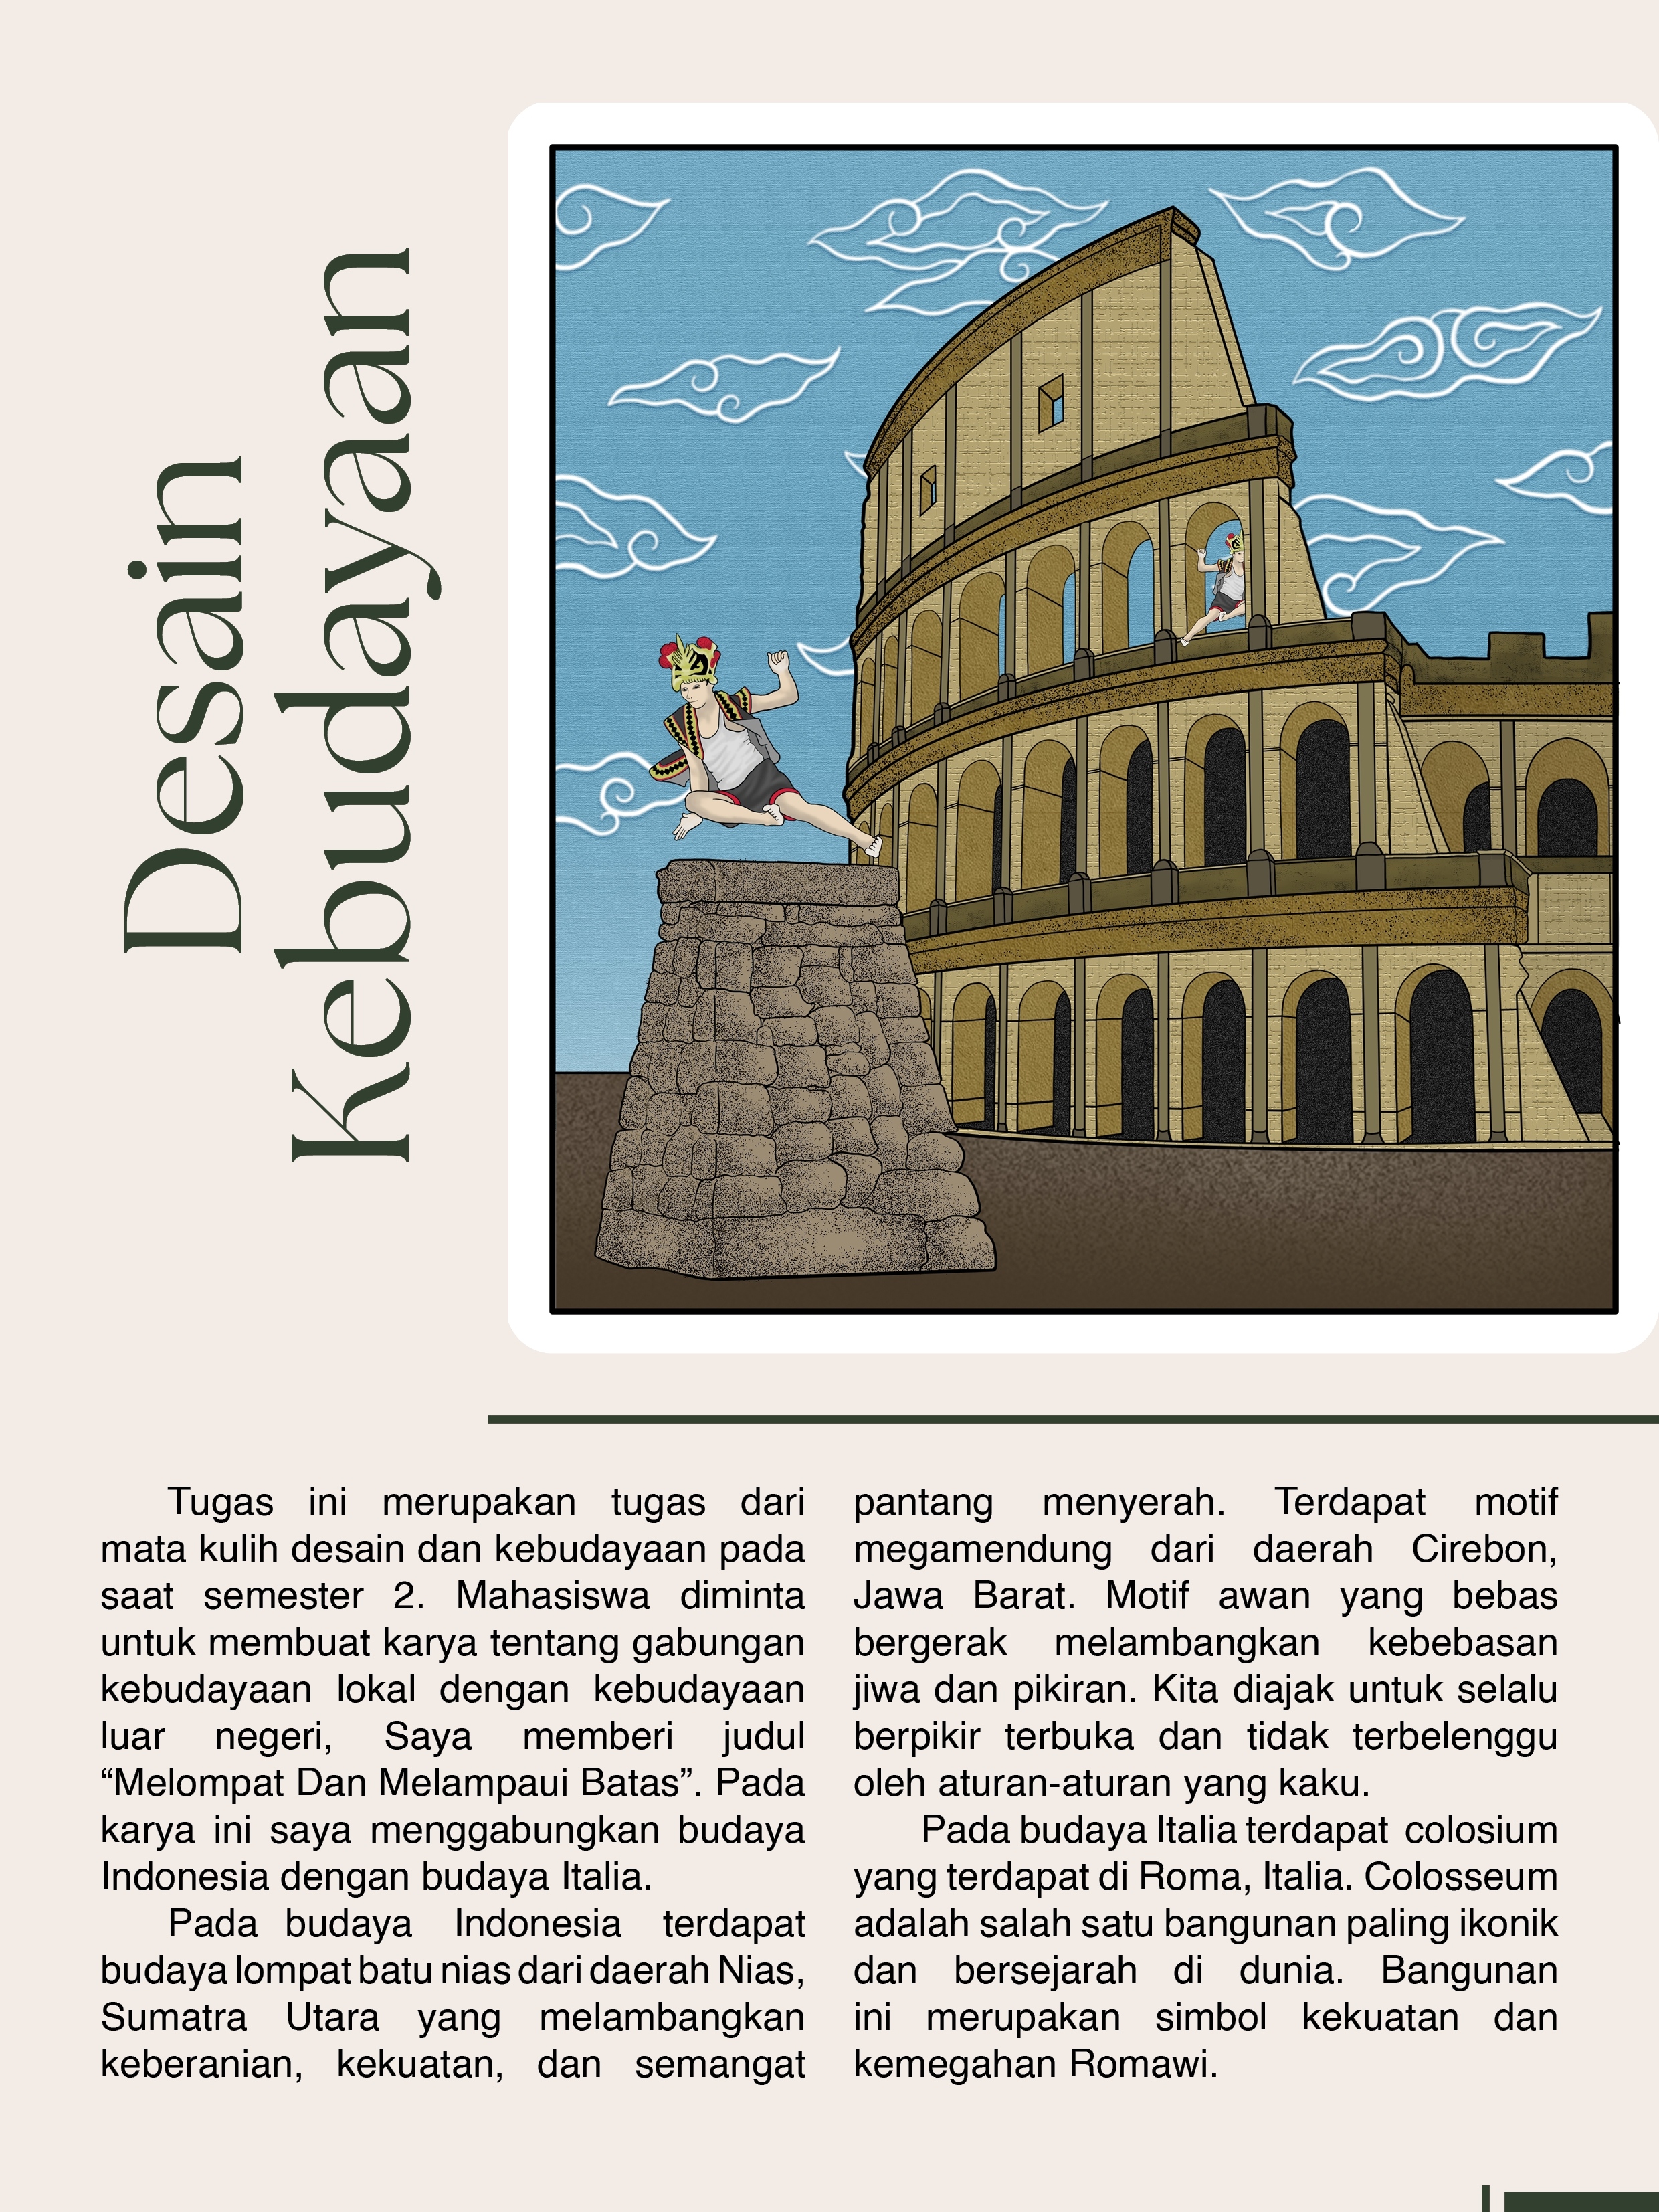 Desain
Kebudayaan
Tugas ini merupakan tugas dari
mata kulih desain dan kebudayaan pada
saat semester 2. Mahasiswa diminta
untuk membuat karya tentang gabungan
kebudayaan lokal dengan kebudayaan
luar negeri, Saya memberi judul
“Melompat Dan Melampaui Batas”. Pada
karya ini saya menggabungkan budaya
Indonesia dengan budaya Italia.
Pada budaya Indonesia terdapat
budaya lompat batu nias dari daerah Nias,
Sumatra Utara yang melambangkan
keberanian, kekuatan, dan semangat
pantang menyerah. Terdapat motif
megamendung dari daerah Cirebon,
Jawa Barat. Motif awan yang bebas
bergerak melambangkan kebebasan
jiwa dan pikiran. Kita diajak untuk selalu
berpikir terbuka dan tidak terbelenggu
oleh aturan-aturan yang kaku.
Pada budaya Italia terdapat colosium
yang terdapat di Roma, Italia. Colosseum
adalah salah satu bangunan paling ikonik
dan bersejarah di dunia. Bangunan
ini merupakan simbol kekuatan dan
kemegahan Romawi.